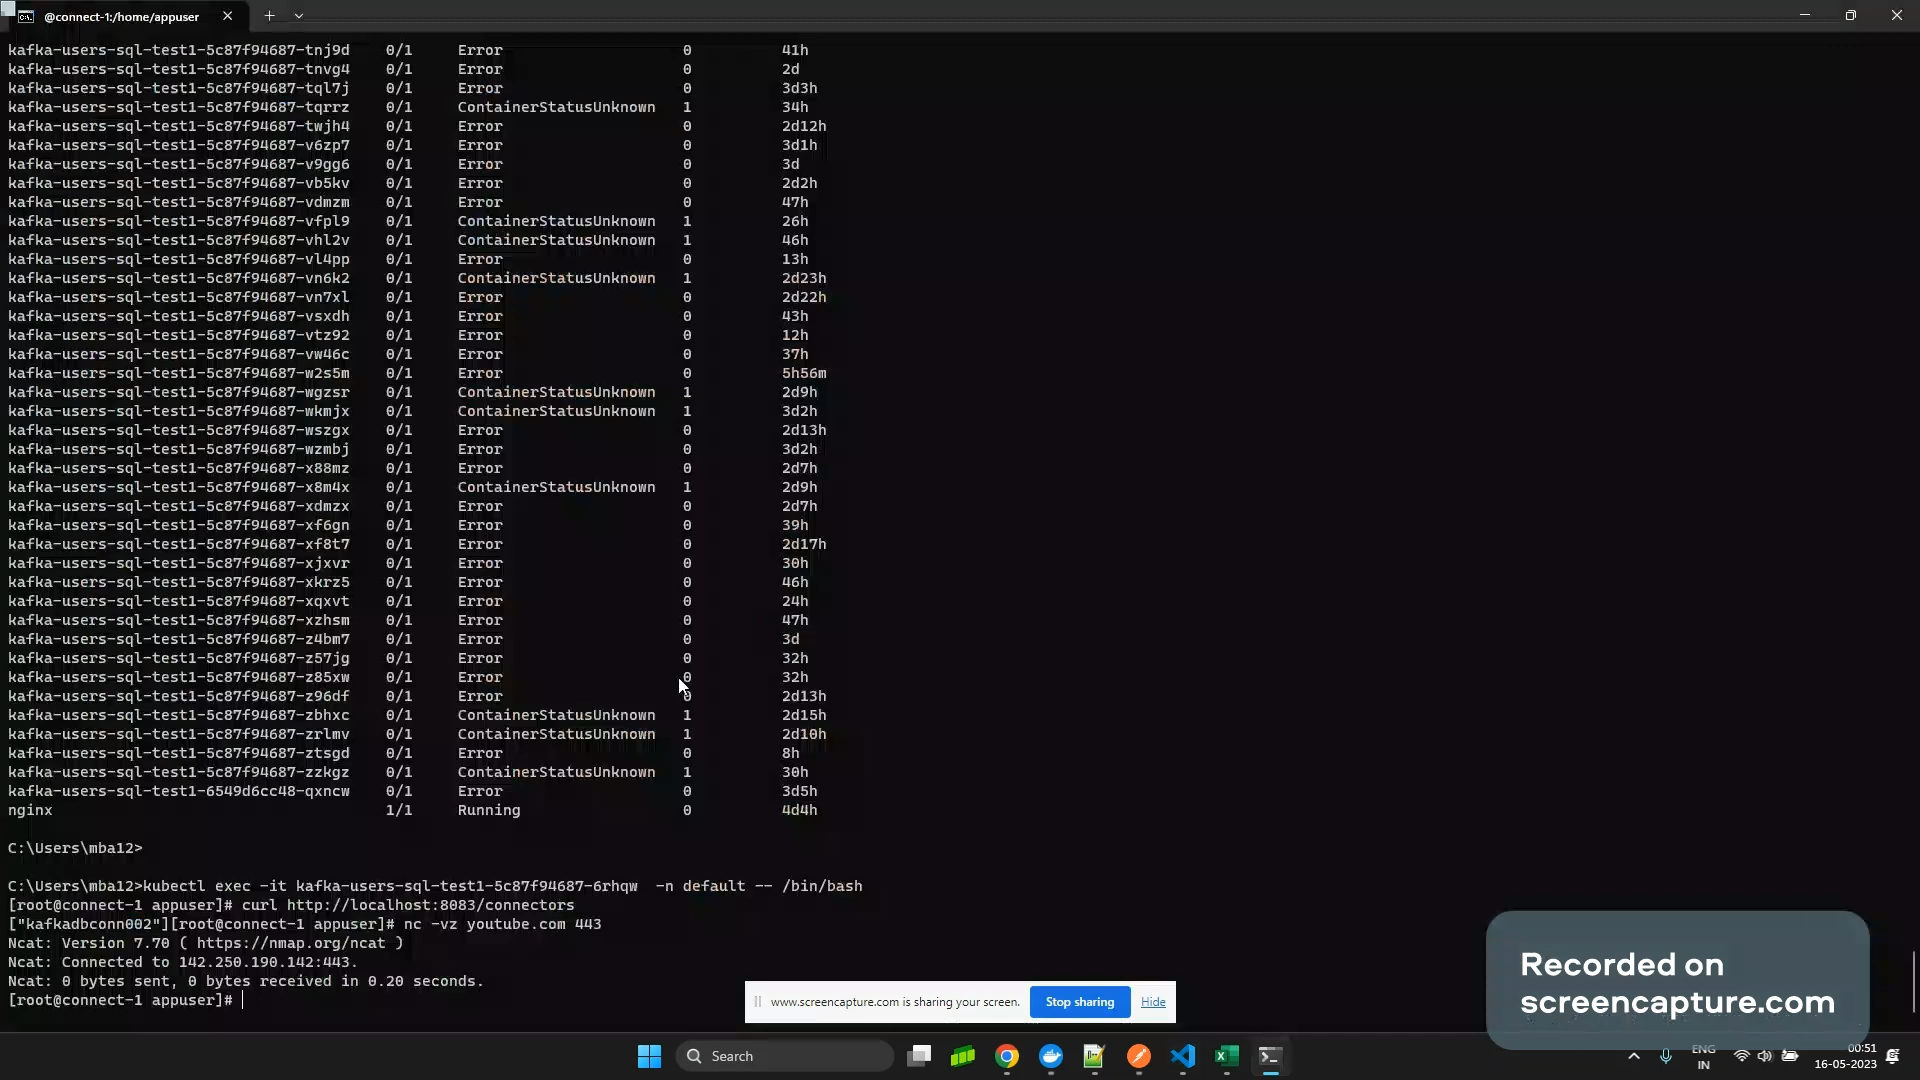 @connect-1:/home/appuser
kafka-users-sql-test1-5c87f94687-tnj9d 0/1 Error 0 41h
kafka-users-sql-test1-5c87f94687-tnvg4 0/1 Error 0 2d
kafka-users-sql-test1-5c87f94687-tql7j 0/1 Error 0 3d3h
kafka-users-sql-test1-5c87f94687-tqrrz 0/1 ContainerStatusUnknown 1 34h
kafka-users-sql-test1-5c87f94687-twjh4 0/1 Error 0 2d12h
kafka-users-sql-test1-5c87f94687-v6zp7 0/1 Error 0 3d1h
kafka-users-sql-test1-5c87f94687-v9gg6 0/1 Error 0 3d
kafka-users-sql-test1-5c87f94687-vb5kv 0/1 Error 0 2d2h
kafka-users-sql-test1-5c87f94687-vdmzm 0/1 Error 0 47h
kafka-users-sql-test1-5c87f94687-vfpl9 0/1 ContainerStatusUnknown 1 26h
kafka-users-sql-test1-5c87f94687-vhl2v 0/1 ContainerStatusUnknown 1 46h
kafka-users-sql-test1-5c87f94687-vl4pp 0/1 Error 0 13h
kafka-users-sql-test1-5c87f94687-vn6k2 0/1 ContainerStatusUnknown 1 2d23h
kafka-users-sql-test1-5c87f94687-vn7xl 0/1 Error 0 2d22h
kafka-users-sql-test1-5c87f94687-vsxdh 0/1 Error 0 43h
kafka-users-sql-test1-5c87f94687-vtz92 0/1 Error 0 12h
kafka-users-sql-test1-5c87f94687-vw46c 0/1 Error 0 37h
kafka-users-sql-test1-5c87f94687-w2s5m 0/1 Error 0 5h56m
kafka-users-sql-test1-5c87f94687-wgzsr 0/1 ContainerStatusUnknown 1 2d9h
kafka-users-sql-test1-5c87f94687-wkmjx 0/1 ContainerStatusUnknown 1 3d2h
kafka-users-sql-test1-5c87f94687-wszgx 0/1 Error 0 2d13h
kafka-users-sql-test1-5c87f94687-wzmbj 0/1 Error 0 3d2h
kafka-users-sql-test1-5c87f94687-x88mz 0/1 Error 0 2d7h
kafka-users-sql-test1-5c87f94687-x8m4x 0/1 ContainerStatusUnknown 1 2d9h
kafka-users-sql-test1-5c87f94687-xdmzx 0/1 Error 0 2d7h
kafka-users-sql-test1-5c87f94687-xf6gn 0/1 Error 0 39h
kafka-users-sql-test1-5c87f94687-xf8t7 0/1 Error 0 2d17h
kafka-users-sql-test1-5c87f94687-xjxvr 0/1 Error 0 30h
kafka-users-sql-test1-5c87f94687-xkrz5 0/1 Error 0 46h
kafka-users-sql-test1-5c87f94687-xqxvt 0/1 Error 0 24h
kafka-users-sql-test1-5c87f94687-xzhsm 0/1 Error 0 47h
kafka-users-sql-test1-5c87f94687-z4bm7 0/1 Error 0 3d
kafka-users-sql-test1-5c87f94687-z57jg 0/1 Error 0 32h
kafka-users-sql-test1-5c87f94687-z85xw 0/1 Error 0 32h
kafka-users-sql-test1-5c87f94687-z96df 0/1 Error 0 2d13h
kafka-users-sql-test1-5c87f94687-zbhxc 0/1 ContainerStatusUnknown 1 2d15h
kafka-users-sql-test1-5c87f94687-zrlmv 0/1 ContainerStatusUnknown 1 2d10h
kafka-users-sql-test1-5c87f94687-ztsgd 0/1 Error 0 8h
kafka-users-sql-test1-5c87f94687-zzkgz 0/1 ContainerStatusUnknown 1 30h
kafka-users-sql-test1-6549d6cc48-qxncw 0/1 Error 0 3d5h
nginx 1/1 Running 0 4d4h
C:\Users\mba12>
C:\Users\mba12>kubectl exec -it kafka-users-sql-test1-5c87f94687-6rhqw -n default -- /bin/bash
[root@connect-1 appuser]# curl http://localhost:8083/connectors
["kafkadbconn002"][root@connect-1 appuser]# nc -vz youtube.com 443
Ncat: Version 7.70 ( https://nmap.org/ncat )
Ncat: Connected to 142.250.190.142:443.
Ncat: 0 bytes sent, 0 bytes received in 0.20 seconds.
[root@connect-1 appuser]#
www.screencapture.com is sharing your screen. Stop sharing Hide
Recorded on
screencapture.com
Search
ENG
IN
00:51
16-05-2023